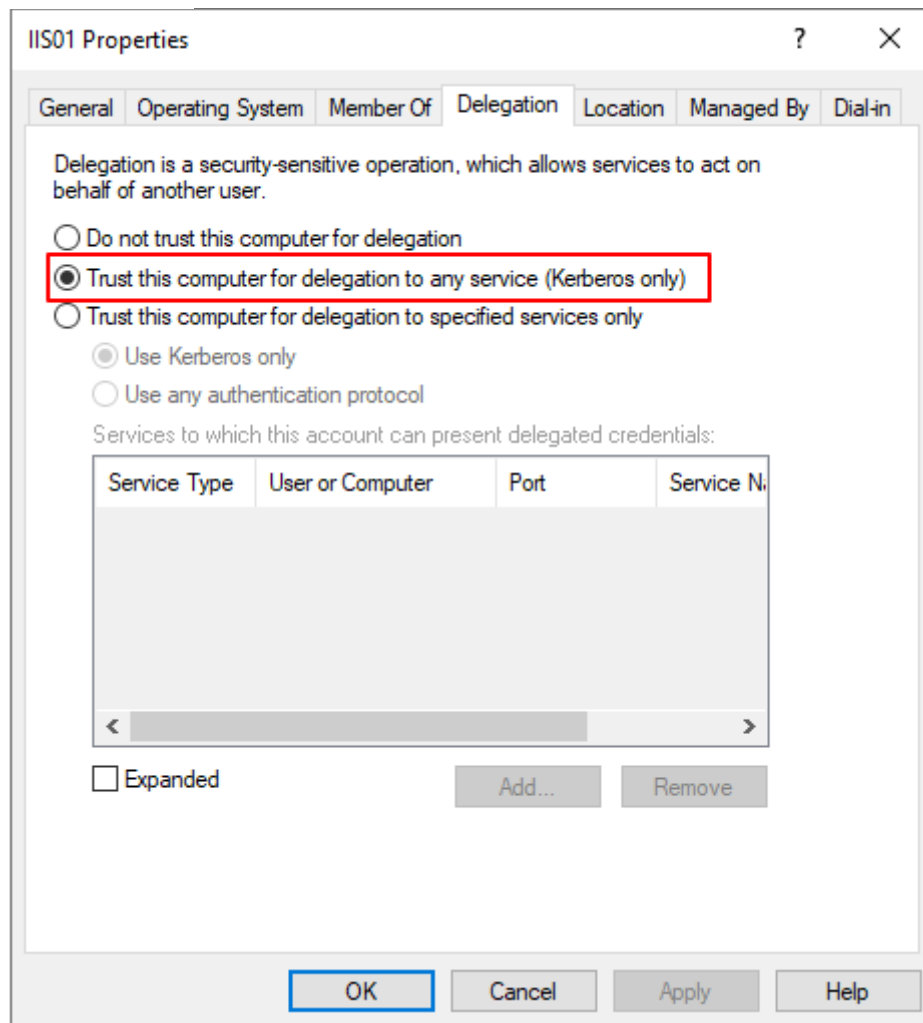 IIS01 Properties
?
General Operating System Member Of Delegation Location Managed By Dial-in
Delegation is a security-sensitive operation, which allows services to act on
behalf of another user.
Do not trust this computer for delegation
Trust this computer for delegation to any service (Kerberos only)
Trust this computer for delegation to specified services only
Use Kerberos only
Use any authentication protocol
Services to which this account can present delegated credentials:
Service Type User or Computer Port Service
Expanded
Add... Remove
OK Cancel Apply Help